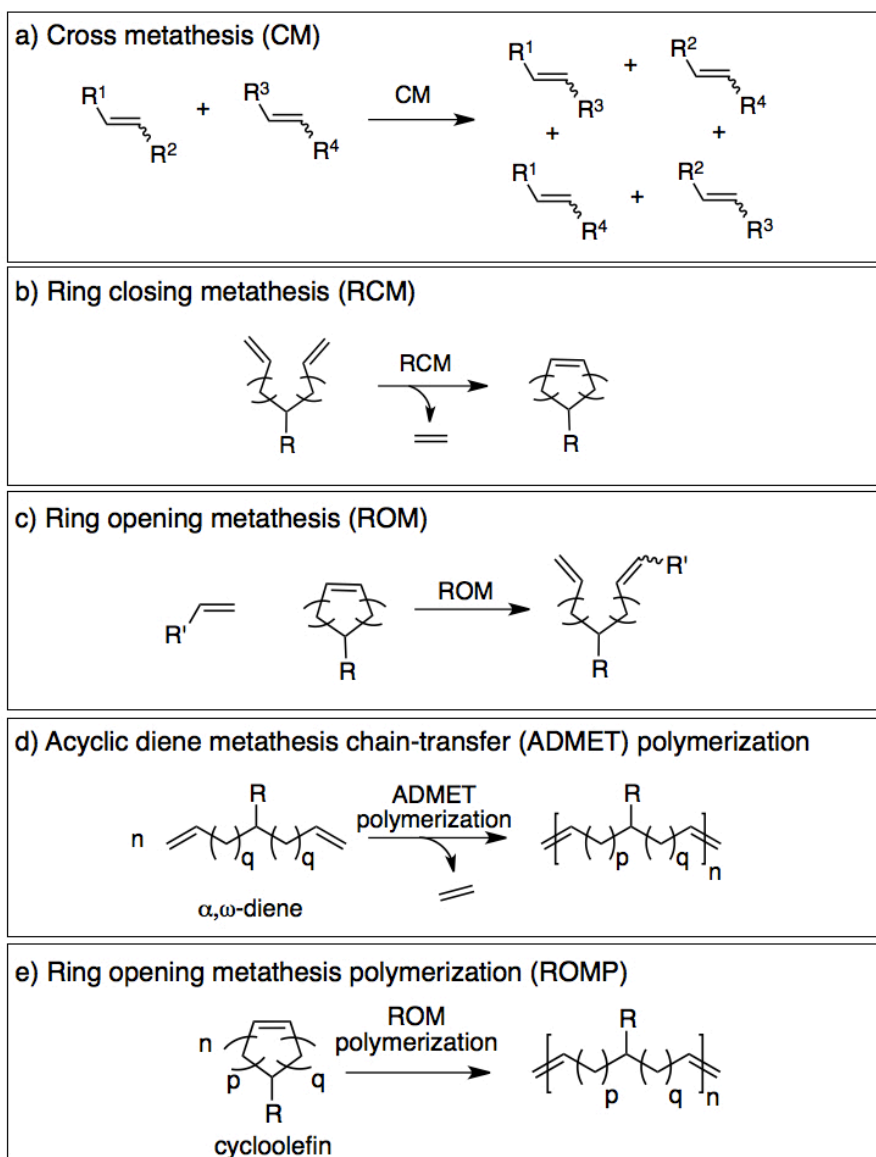 a) Cross metathesis (CM)
R1 + R2
R1 R3 CM R3 + R4
R2 + R4 + +
R1 R2
R4 + R3
b) Ring closing metathesis (RCM)
RCM
R R
c) Ring opening metathesis (ROM)
R' ROM R'
R R
d) Acyclic diene metathesis chain-transfer (ADMET) polymerization
R ADMET R
n polymerization
q q p q n
α,ω-diene
e) Ring opening metathesis polymerization (ROMP)
n ROM R
polymerization
p q p q n
R
cycloolefin